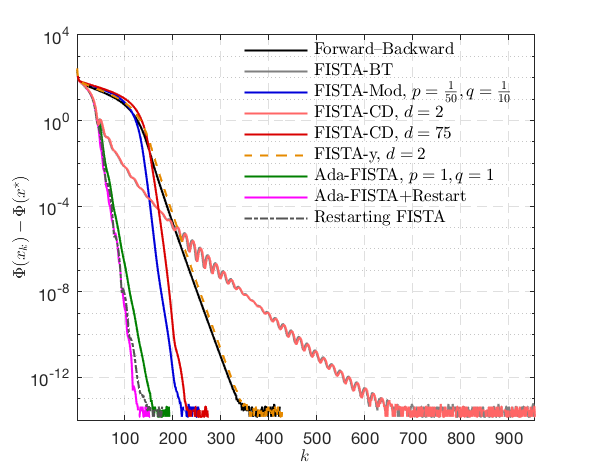 10^4
10^0
10^-4
10^-8
10^-12
Φ(x_k) − Φ(x*)
Forward–Backward
FISTA-BT
FISTA-Mod, p = 1/50, q = 1/10
FISTA-CD, d = 2
FISTA-CD, d = 75
FISTA-y, d = 2
Ada-FISTA, p = 1, q = 1
Ada-FISTA+Restart
Restarting FISTA
100 200 300 400 500 600 700 800 900
k